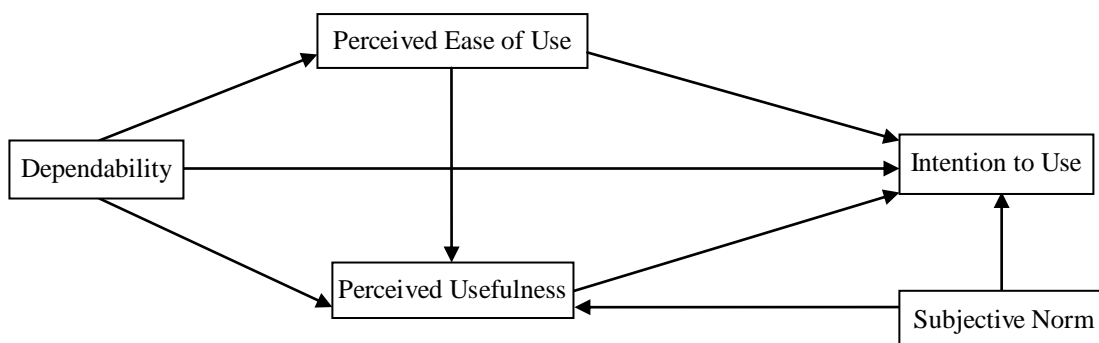 Perceived Ease of Use
Dependability
Intention to Use
Perceived Usefulness
Subjective Norm